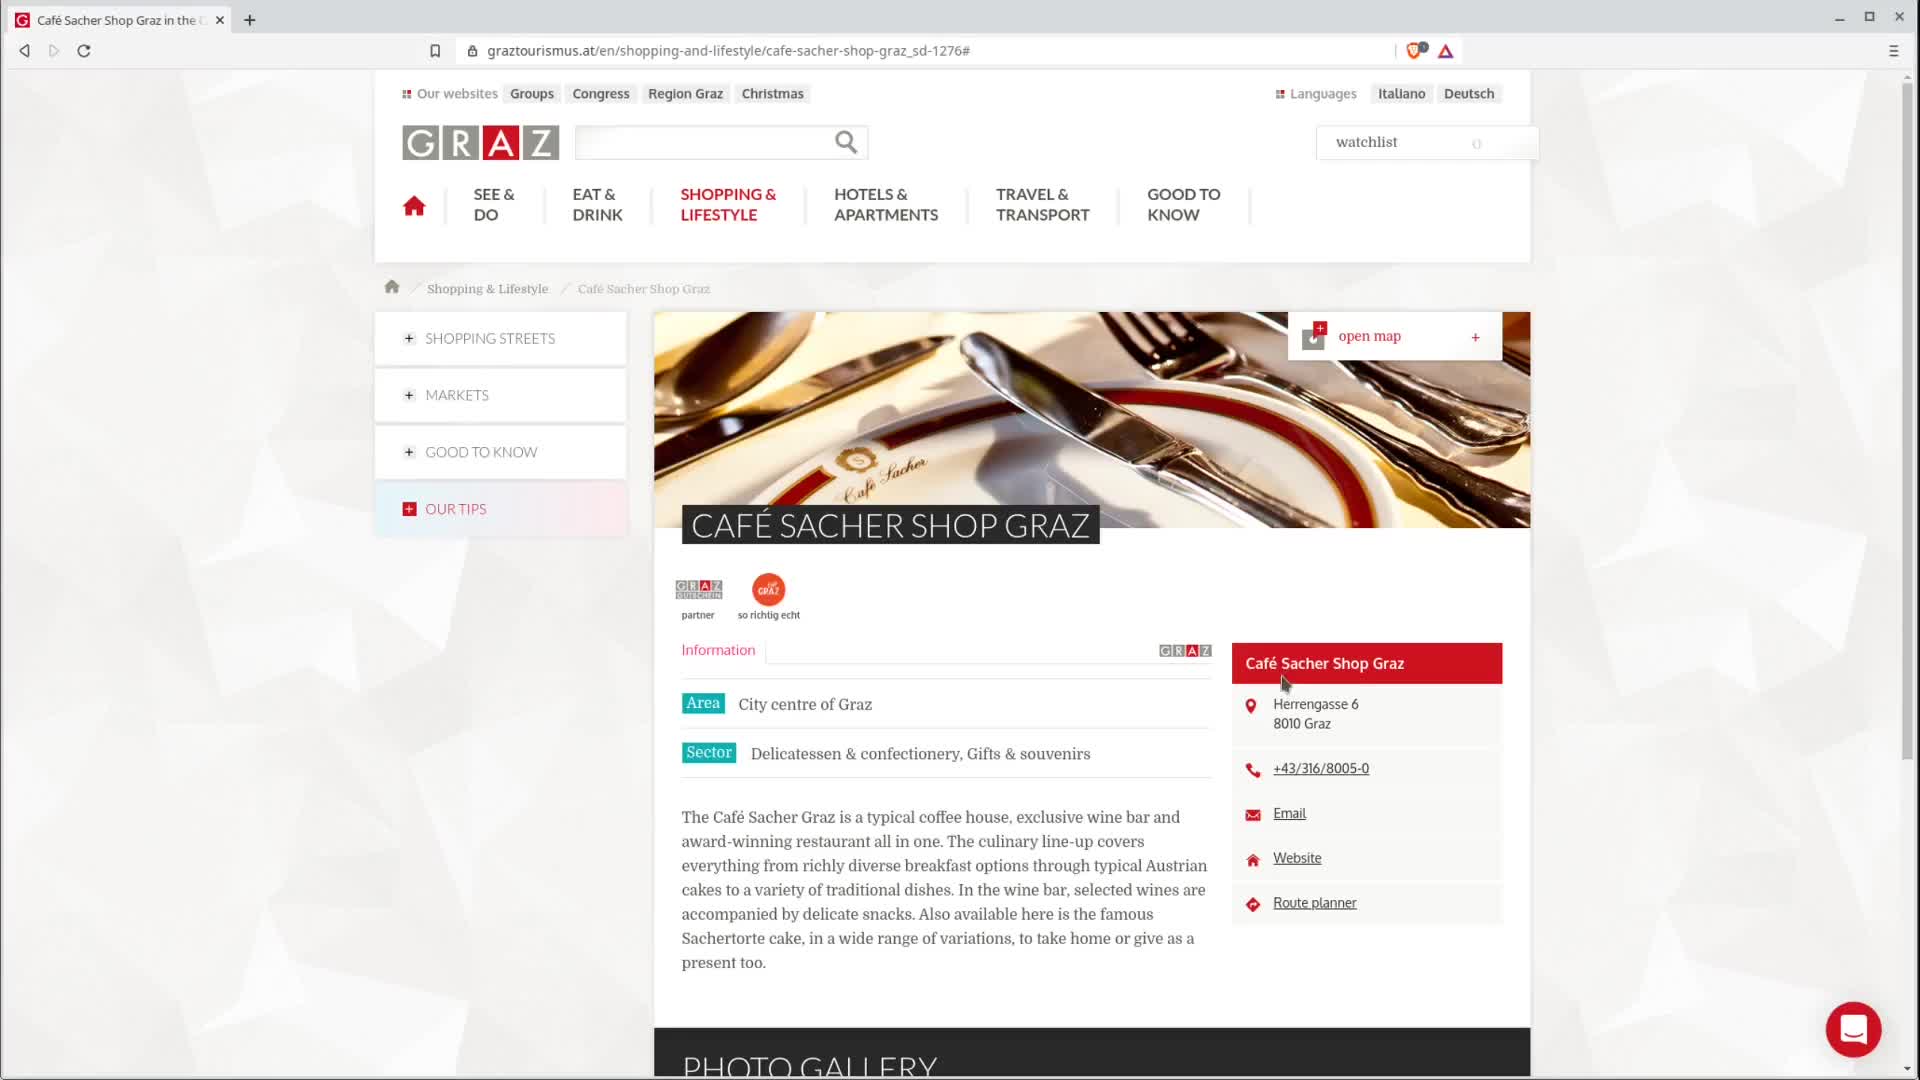 Café Sacher Shop Graz in the
graztourismus.at/en/shopping-and-lifestyle/cafe-sacher-shop-graz_sd-1276#
Our websites Groups Congress Region Graz Christmas
Languages Italiano Deutsch
GRAZ
watchlist 0
SEE & DO
EAT & DRINK
SHOPPING & LIFESTYLE
HOTELS & APARTMENTS
TRAVEL & TRANSPORT
GOOD TO KNOW
Shopping & Lifestyle / Café Sacher Shop Graz
SHOPPING STREETS
MARKETS
GOOD TO KNOW
OUR TIPS
open map +
Café Sacher
CAFÉ SACHER SHOP GRAZ
GRAZ
GUTSCHEIN
partner
GRAZ
so richtig echt
Information
GRAZ
Area City centre of Graz
Sector Delicatessen & confectionery, Gifts & souvenirs
The Café Sacher Graz is a typical coffee house, exclusive wine bar and
award-winning restaurant all in one. The culinary line-up covers
everything from richly diverse breakfast options through typical Austrian
cakes to a variety of traditional dishes. In the wine bar, selected wines are
accompanied by delicate snacks. Also available here is the famous
Sachertorte cake, in a wide range of variations, to take home or give as a
present too.
Café Sacher Shop Graz
Herrengasse 6
8010 Graz
+43/316/8005-0
Email
Website
Route planner
PHOTO GALLERY